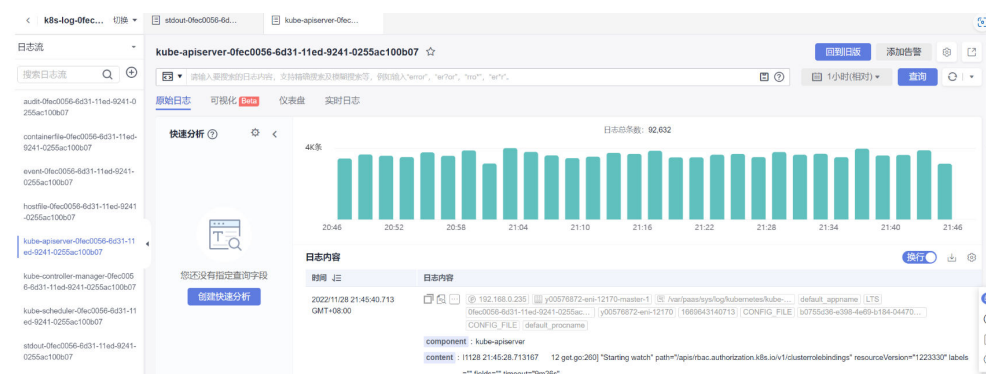 k8s-log-0fec... 切换
stdout-0fec0056-6d...
kube-apiserver-0fec...
日志流
搜索日志流
audit-0fec0056-6d31-11ed-9241-0
255ac100b07
containerfile-0fec0056-6d31-11ed-
9241-0255ac100b07
event-0fec0056-6d31-11ed-9241-
0255ac100b07
hostfile-0fec0056-6d31-11ed-9241
-0255ac100b07
kube-apiserver-0fec0056-6d31-11
ed-9241-0255ac100b07
kube-controller-manager-0fec005
6-6d31-11ed-9241-0255ac100b07
kube-scheduler-0fec0056-6d31-11
ed-9241-0255ac100b07
stdout-0fec0056-6d31-11ed-9241-
0255ac100b07
kube-apiserver-0fec0056-6d31-11ed-9241-0255ac100b07
回到旧版 添加告警
请输入要搜索的日志内容，支持精确搜索及模糊搜索等，例如输入"error", "er?or", "rro*", "er*r"。
1小时(相对) 查询
原始日志 可视化 Beta 仪表盘 实时日志
快速分析
您还没有指定查询字段
创建快速分析
日志总条数: 92,632
4K条
20:46 20:52 20:58 21:04 21:10 21:16 21:22 21:28 21:34 21:40 21:46
日志内容
换行
时间 日志内容
2022/11/28 21:45:40.713
GMT+08:00
192.168.0.235 y00576872-eni-12170-master-1 /var/paas/sys/log/kubernetes/kube-... default_appname LTS
0fec0056-6d31-11ed-9241-0255ac... y00576872-eni-12170 1669643140713 CONFIG_FILE b0755d36-e398-4e69-b184-04470...
CONFIG_FILE default_procname
component : kube-apiserver
content : I1128 21:45:28.713167 12 get.go:260] "Starting watch" path="/apis/rbac.authorization.k8s.io/v1/clusterrolebindings" resourceVersion="1223330" labels
="" fields="" timeout="9m36s"